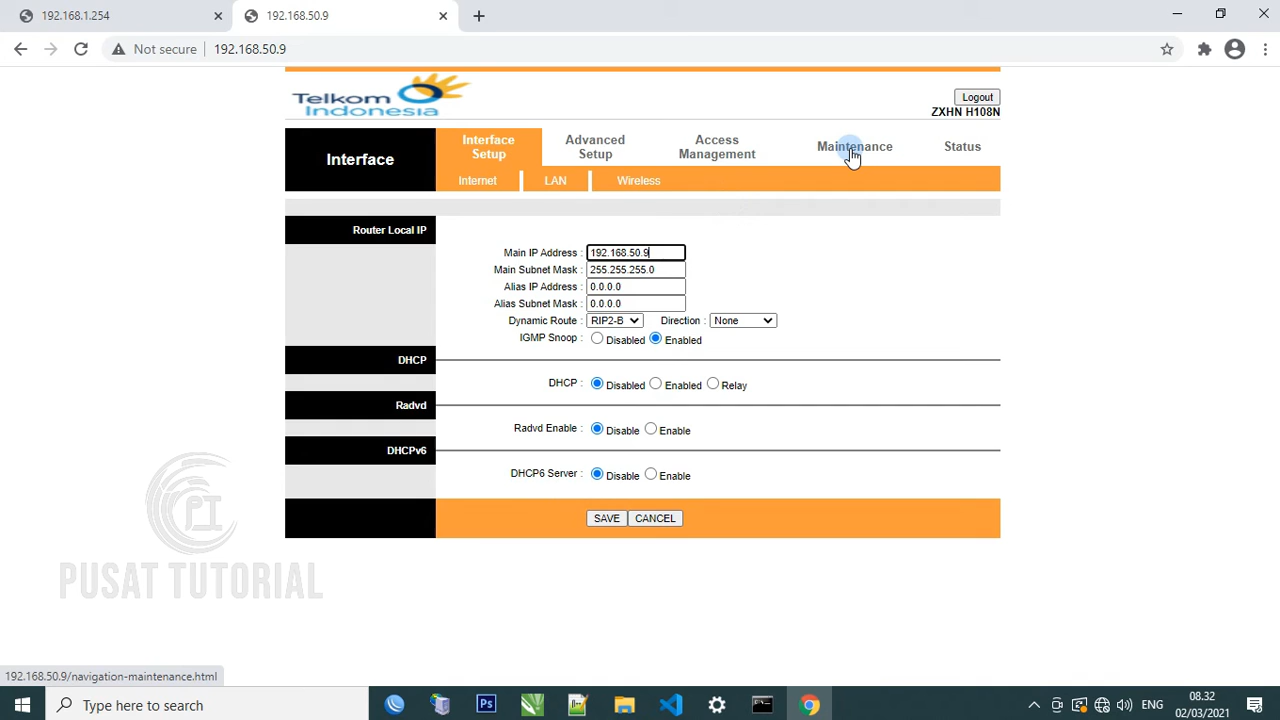 192.168.1.254
192.168.50.9
Not secure
192.168.50.9
Telkom
Indonesia
Logout
ZXHN H108N
Interface
Interface
Setup
Advanced
Setup
Access
Management
Maintenance
Status
Internet
LAN
Wireless
Router Local IP
Main IP Address : 192.168.50.9
Main Subnet Mask : 255.255.255.0
Alias IP Address : 0.0.0.0
Alias Subnet Mask : 0.0.0.0
Dynamic Route : RIP2-B Direction : None
IGMP Snoop : Disabled Enabled
DHCP
DHCP : Disabled Enabled Relay
Radvd
Radvd Enable : Disable Enable
DHCPv6
DHCP6 Server : Disable Enable
SAVE CANCEL
PI
PUSAT TUTORIAL
192.168.50.9/navigation-maintenance.html
Type here to search
Ps
ENG
08.32
02/03/2021